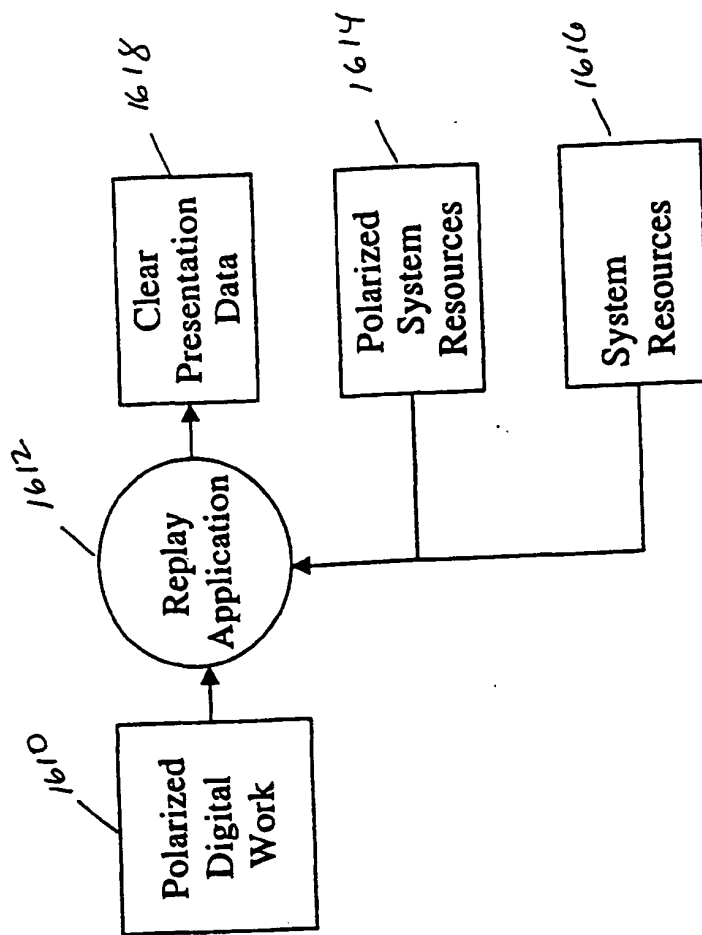 1610
Polarized
Digital
Work
1612
Replay
Application
1618
Clear
Presentation
Data
1614
Polarized
System
Resources
1616
System
Resources